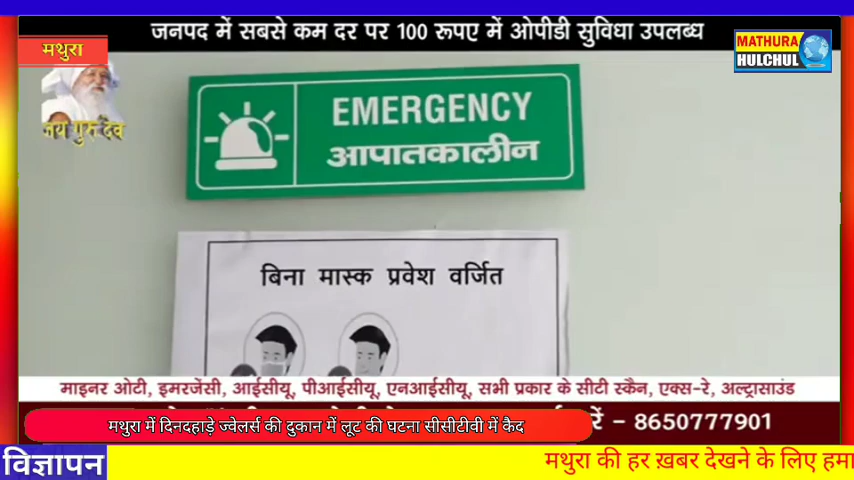 जनपद में सबसे कम दर पर 100 रूपए में ओपीडी सुविधा उपलब्ध
मथुरा
MATHURA
HULCHUL
जय गुरु देव
EMERGENCY
आपातकालीन
बिना मास्क प्रवेश वर्जित
माइनर ओटी, इमरजेंसी, आईसीयू, पीआईसीयू, एनआईसीयू, सभी प्रकार के सीटी स्कैन, एक्स-रे, अल्ट्रासाउंड
रें - 8650777901
मथुरा में दिनदहाड़े ज्वेलर्स की दुकान में लूट की घटना सीसीटीवी में कैद
विज्ञापन
मथुरा की हर ख़बर देखने के लिए हमा